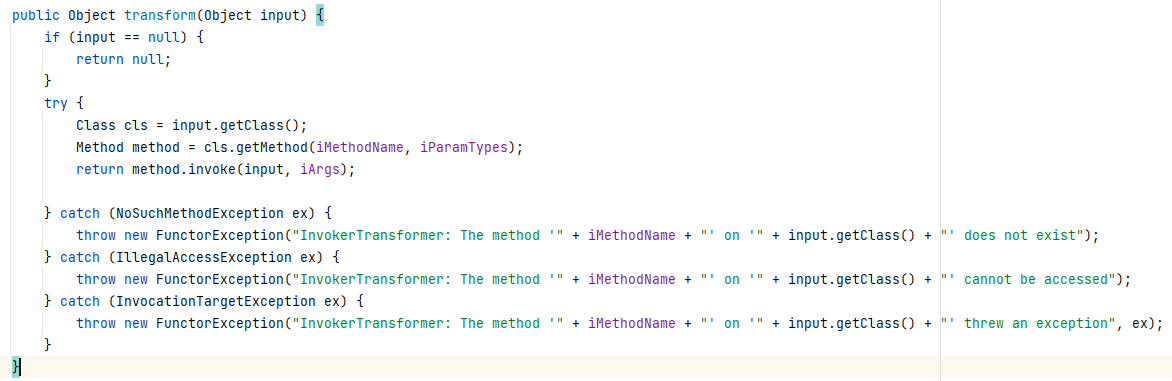 public Object transform(Object input) {
    if (input == null) {
        return null;
    }
    try {
        Class cls = input.getClass();
        Method method = cls.getMethod(iMethodName, iParamTypes);
        return method.invoke(input, iArgs);

    } catch (NoSuchMethodException ex) {
        throw new FunctorException("InvokerTransformer: The method '" + iMethodName + "' on '" + input.getClass() + "' does not exist");
    } catch (IllegalAccessException ex) {
        throw new FunctorException("InvokerTransformer: The method '" + iMethodName + "' on '" + input.getClass() + "' cannot be accessed");
    } catch (InvocationTargetException ex) {
        throw new FunctorException("InvokerTransformer: The method '" + iMethodName + "' on '" + input.getClass() + "' threw an exception", ex);
    }
}